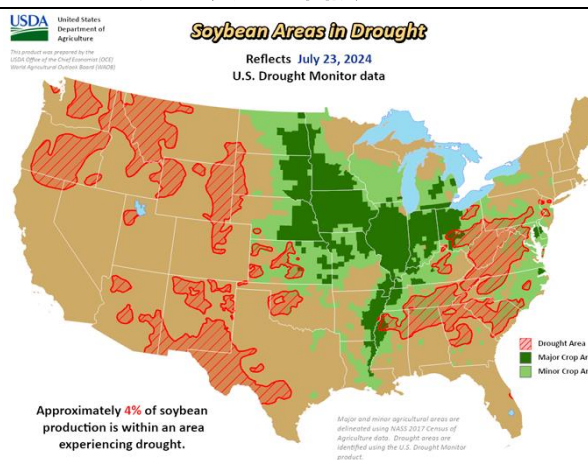 USDA
United States
Department of
Agriculture
This product was prepared by the
USDA Office of the Chief Economist (OCE)
World Agricultural Outlook Board (WAOB)
Soybean Areas in Drought
Reflects July 23, 2024
U.S. Drought Monitor data
Drought Area
Major Crop Ar
Minor Crop Ar
Approximately 4% of soybean
production is within an area
experiencing drought.
Major and minor agricultural areas are
delineated using NASS 2017 Census of
Agriculture data. Drought areas are
identified using the U.S. Drought Monitor
product.